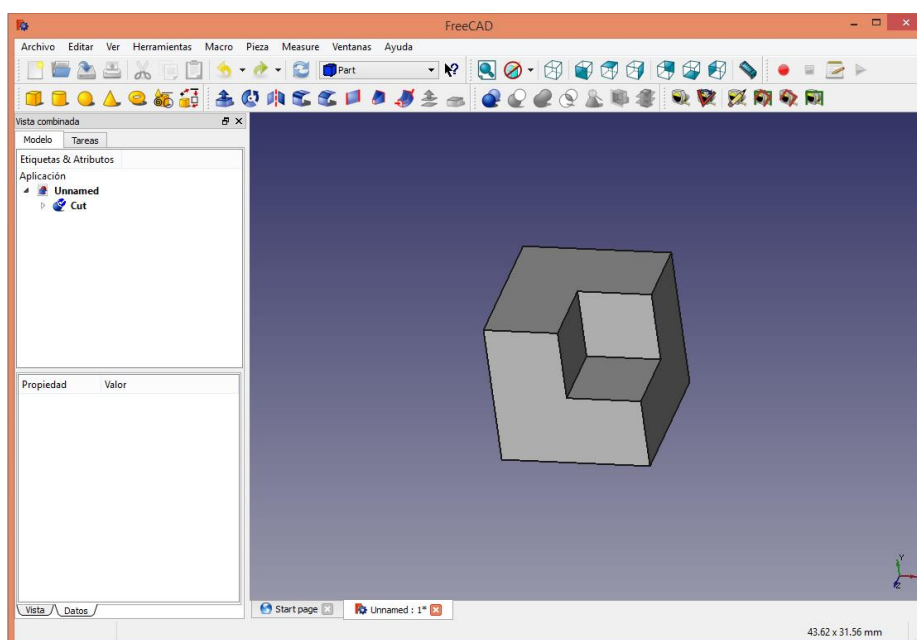 FreeCAD
Archivo Editar Ver Herramientas Macro Pieza Measure Ventanas Ayuda
Part
Vista combinada
Modelo Tareas
Etiquetas & Atributos
Aplicación
Unnamed
Cut
Propiedad Valor
Vista Datos
Start page Unnamed : 1*
Y
Z
43.62 x 31.56 mm